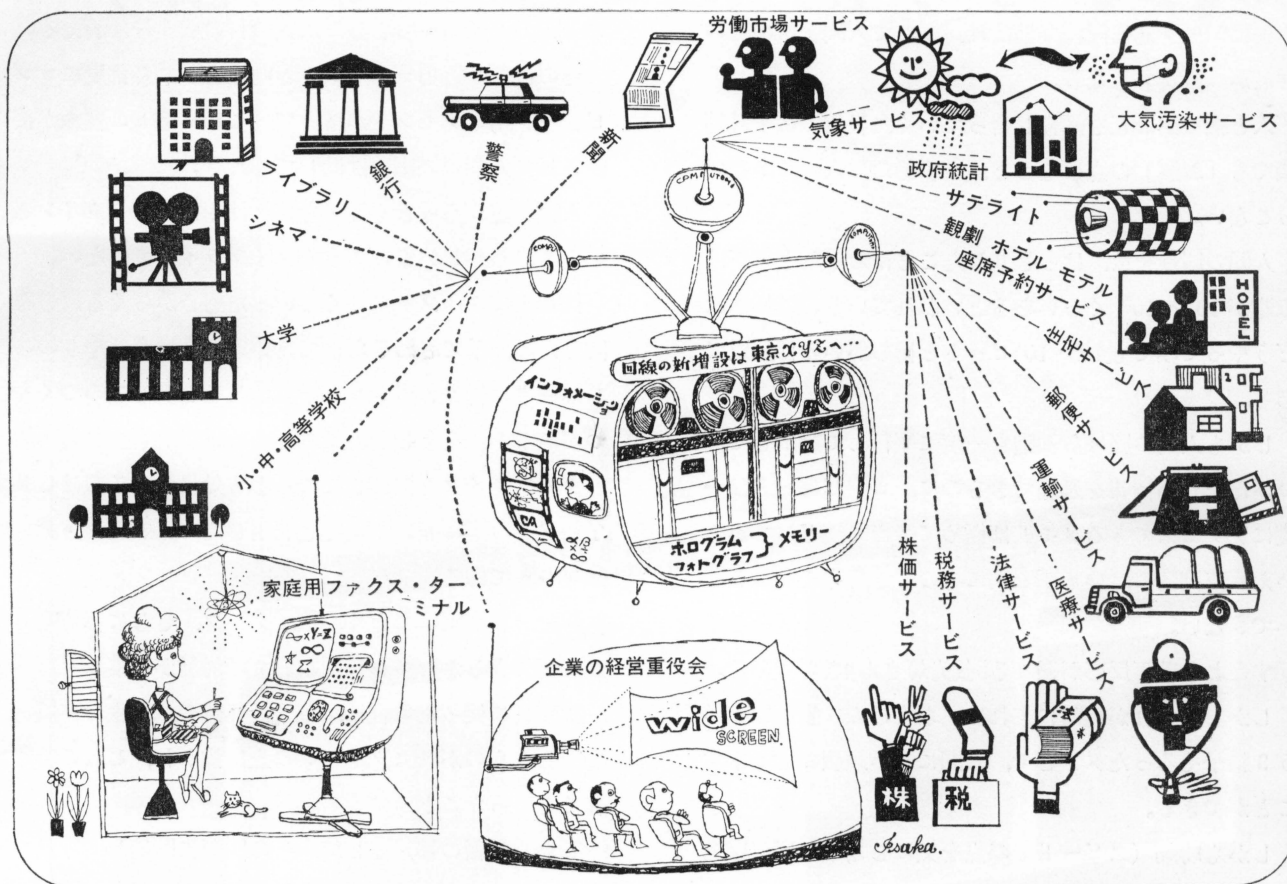 労働市場サービス
気象サービス
大気汚染サービス
政府統計
サテライト
観劇 ホテル モテル
座席予約サービス
HOTEL
住宅サービス
郵便サービス
運輸サービス
医療サービス
法律サービス
税務サービス
株価サービス
新聞
警察
銀行
ライブラリー
シネマ
大学
小・中・高等学校
COMPUTOPIE
COMPU
COMPUTOPI
回線の新増設は東京XYZへ…
インフォメーション
CA
ホログラム
フォトグラフ
メモリー
家庭用ファクス・ター
ミナル
XY=Z
企業の経営重役会
wide
SCREEN
株
税
〒
Isaka.